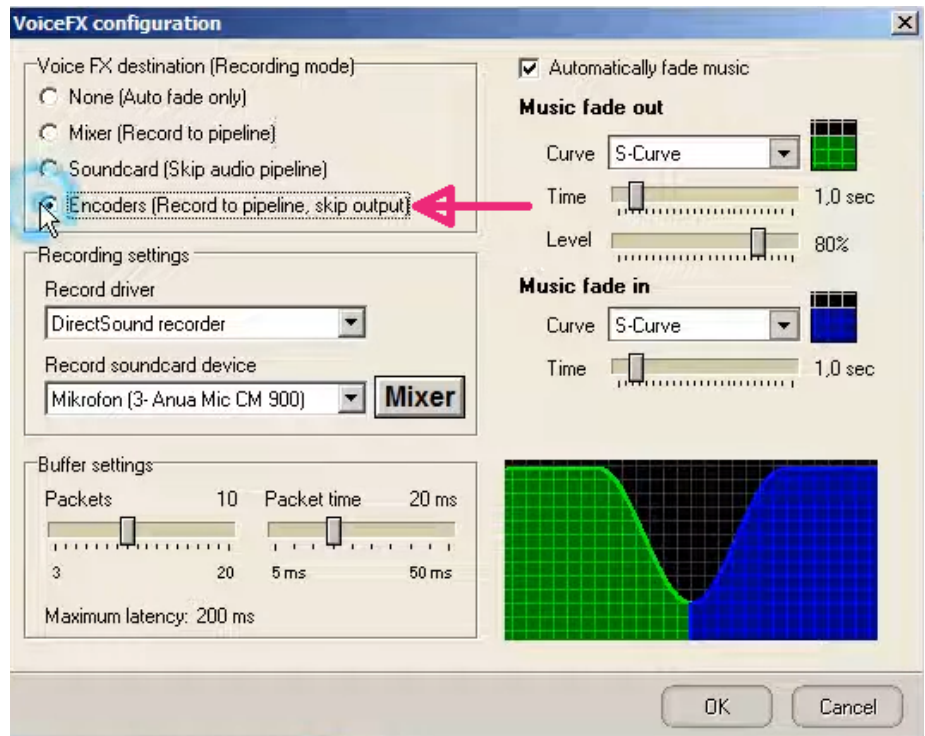 VoiceFX configuration
Voice FX destination (Recording mode)
None (Auto fade only)
Mixer (Record to pipeline)
Soundcard (Skip audio pipeline)
Encoders (Record to pipeline, skip output)
Recording settings
Record driver
DirectSound recorder
Record soundcard device
Mikrofon (3- Anua Mic CM 900)
Mixer
Buffer settings
Packets 10 Packet time 20 ms
3 20 5 ms 50 ms
Maximum latency: 200 ms
Automatically fade music
Music fade out
Curve S-Curve
Time 1,0 sec
Level 80%
Music fade in
Curve S-Curve
Time 1,0 sec
OK Cancel